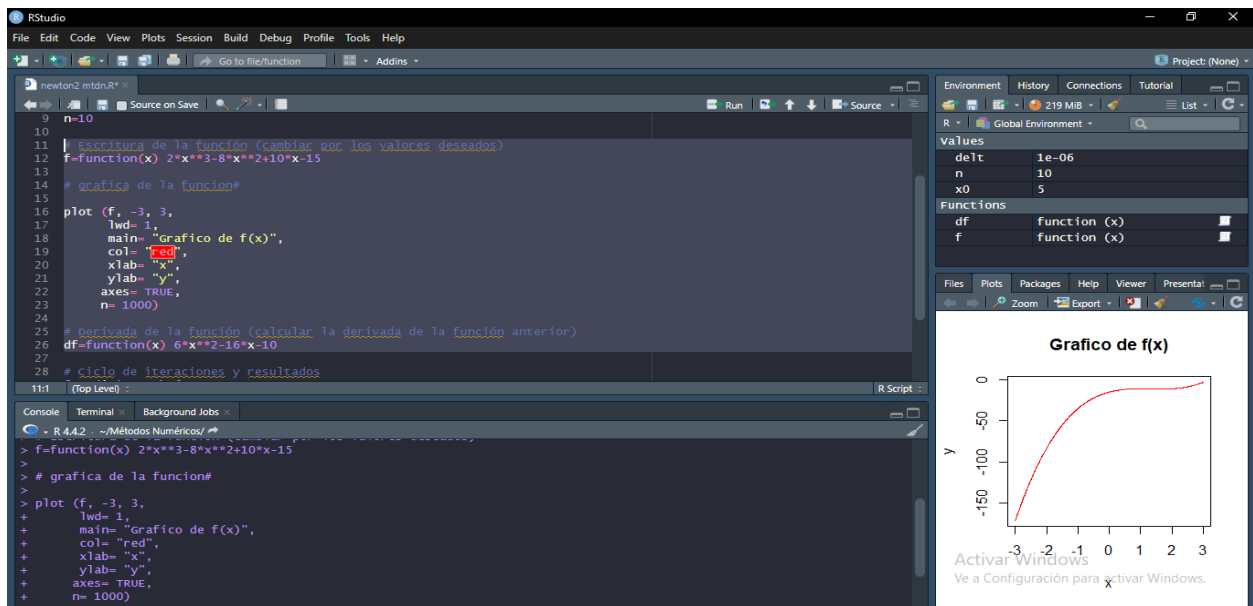 RStudio
File Edit Code View Plots Session Build Debug Profile Tools Help
Go to file/function
Addins
Project: (None)
newton2 mtdn.R*
Source on Save
Run
Source
9 n=10
10
11 # Escritura de la función (cambiar por los valores deseados)
12 f=function(x) 2*x**3-8*x**2+10*x-15
13
14 # grafica de la funcion#
15
16 plot (f, -3, 3,
17 lwd= 1,
18 main= "Grafico de f(x)",
19 col= "red",
20 xlab= "x",
21 ylab= "y",
22 axes= TRUE,
23 n= 1000)
24
25 # Derivada de la función (calcular la derivada de la función anterior)
26 df=function(x) 6*x**2-16*x-10
27
28 # Ciclo de iteraciones y resultados
11:1 (Top Level)
R Script
Console Terminal Background Jobs
R 4.4.2 · ~/Métodos Numéricos/
> f=function(x) 2*x**3-8*x**2+10*x-15
>
> # grafica de la funcion#
>
> plot (f, -3, 3,
+ lwd= 1,
+ main= "Grafico de f(x)",
+ col= "red",
+ xlab= "x",
+ ylab= "y",
+ axes= TRUE,
+ n= 1000)
Environment History Connections Tutorial
219 MiB
List
R
Global Environment
Values
delt 1e-06
n 10
x0 5
Functions
df function (x)
f function (x)
Files Plots Packages Help Viewer Presentat
Zoom
Export
Grafico de f(x)
0
-50
-100
-150
y
-3 -2 -1 0 1 2 3
x
Activar Windows
Ve a Configuración para activar Windows.